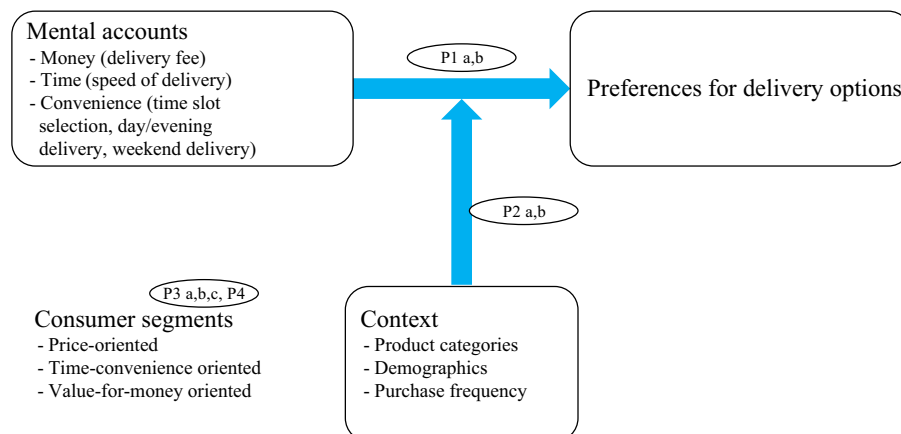 Mental accounts
- Money (delivery fee)
- Time (speed of delivery)
- Convenience (time slot
selection, day/evening
delivery, weekend delivery)
P1 a,b
Preferences for delivery options
P2 a,b
P3 a,b,c, P4
Consumer segments
- Price-oriented
- Time-convenience oriented
- Value-for-money oriented
Context
- Product categories
- Demographics
- Purchase frequency